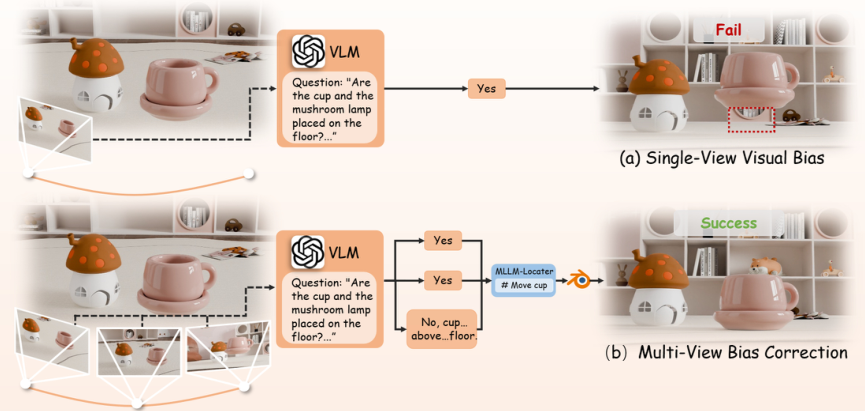 VLM
Question: "Are
the cup and the
mushroom lamp
placed on the
floor?..."
Yes
Fail
(a) Single-View Visual Bias
VLM
Question: "Are
the cup and the
mushroom lamp
placed on the
floor?..."
Yes
Yes
No, cup...
above...floor.
MLLM-Locater
# Move cup
Success
(b) Multi-View Bias Correction